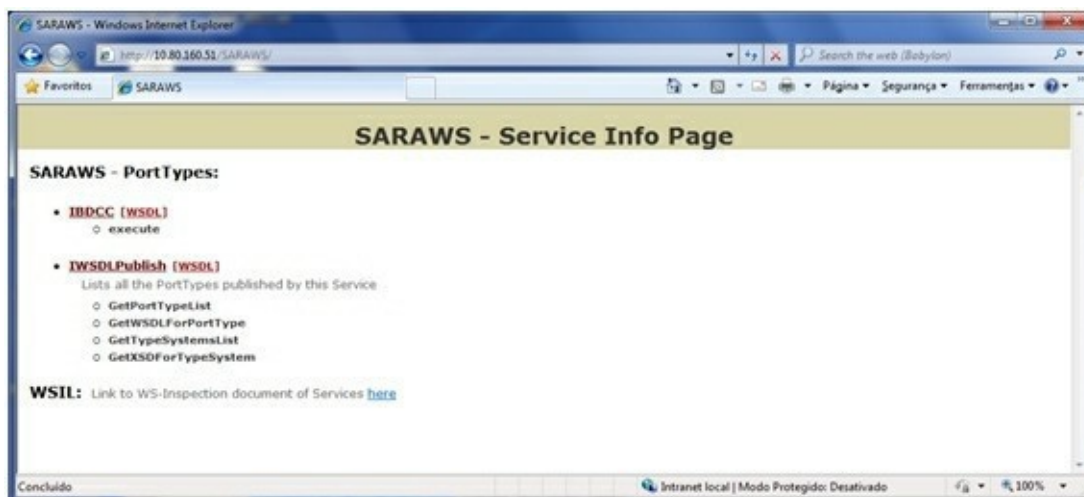 SARAWS - Windows Internet Explorer
http://10.80.160.51/SARAWS/
Search the web (Babylon)
Favoritos SARAWS Página Segurança Ferramentas
SARAWS - Service Info Page
SARAWS - PortTypes:
IBDCC [WSDL]
execute
IWSDLPublish [WSDL]
Lists all the PortTypes published by this Service
GetPortTypeList
GetWSDLForPortType
GetTypeSystemsList
GetXSDForTypeSystem
WSIL: Link to WS-Inspection document of Services here
Concluído Intranet local | Modo Protegido: Desativado 100%